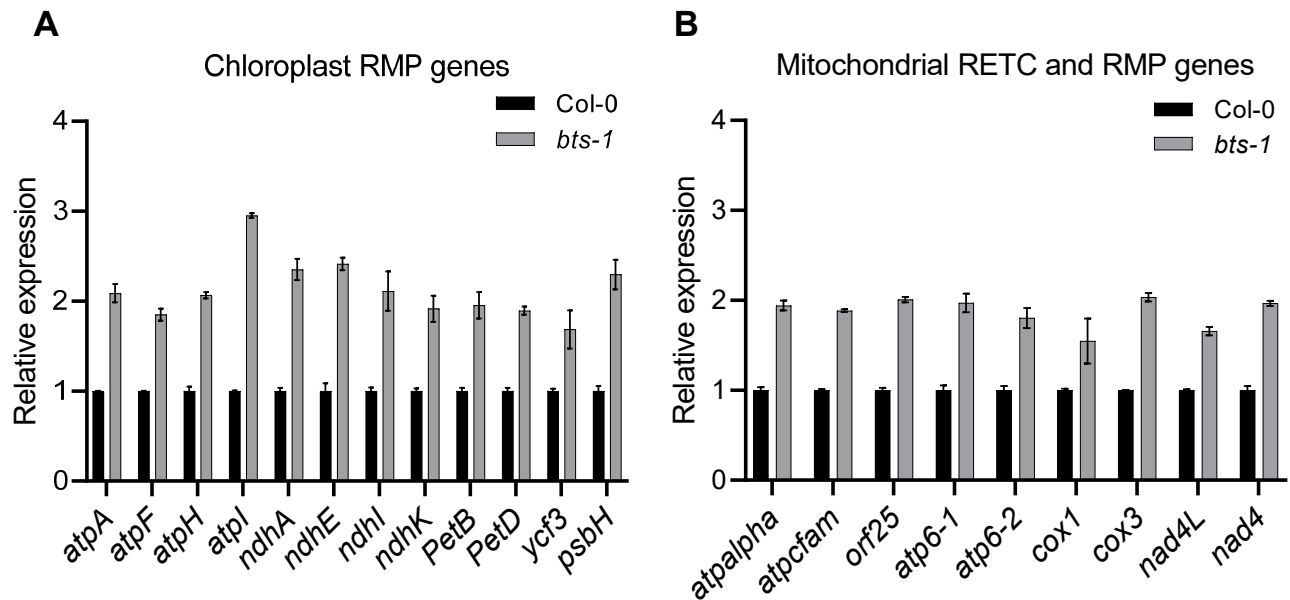 A
Chloroplast RMP genes
Col-0
bts-1
Relative expression
4
3
2
1
0
atpA
atpF
atpH
atpI
ndhA
ndhE
ndhI
ndhK
PetB
PetD
ycf3
psbH
B
Mitochondrial RETC and RMP genes
Col-0
bts-1
Relative expression
4
3
2
1
0
atpalpha
atpcfam
orf25
atp6-1
atp6-2
cox1
cox3
nad4L
nad4